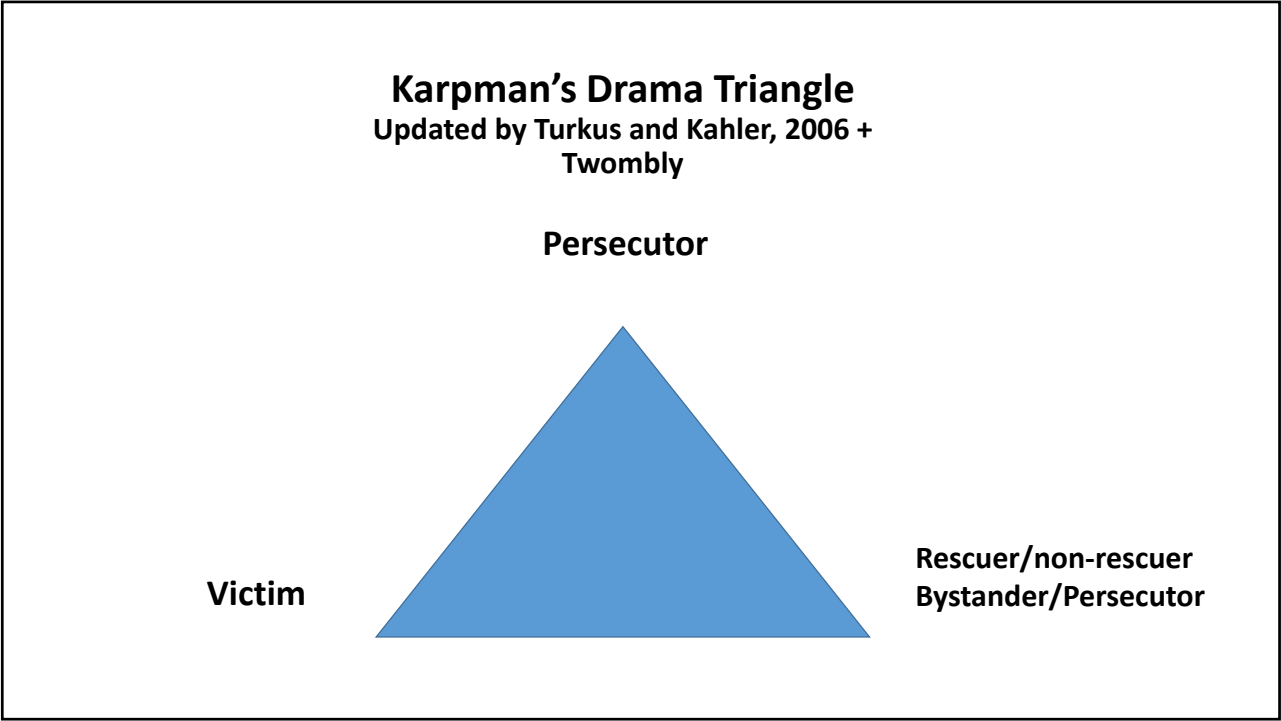 Karpman’s Drama Triangle
Updated by Turkus and Kahler, 2006 +
Twombly
Persecutor
Rescuer/non-rescuer
Victim
Bystander/Persecutor